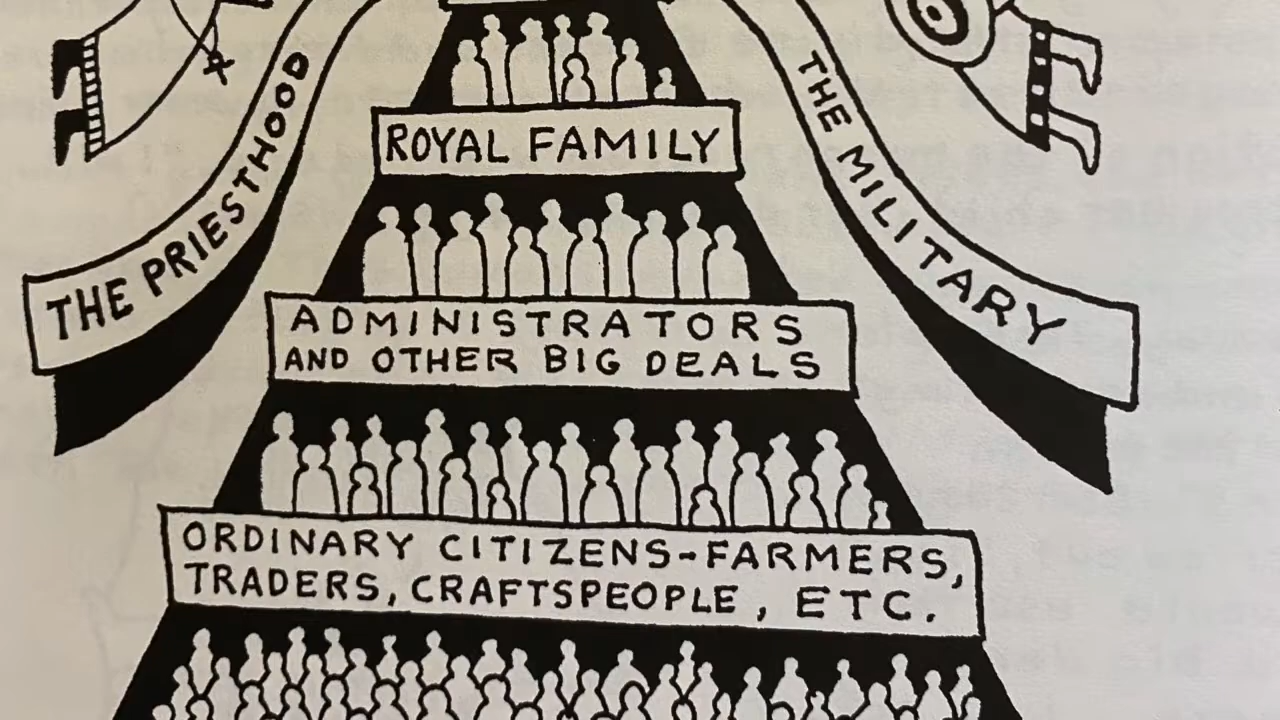 THE PRIESTHOOD
THE MILITARY
ROYAL FAMILY
ADMINISTRATORS
AND OTHER BIG DEALS
ORDINARY CITIZENS-FARMERS,
TRADERS, CRAFTSPEOPLE, ETC.